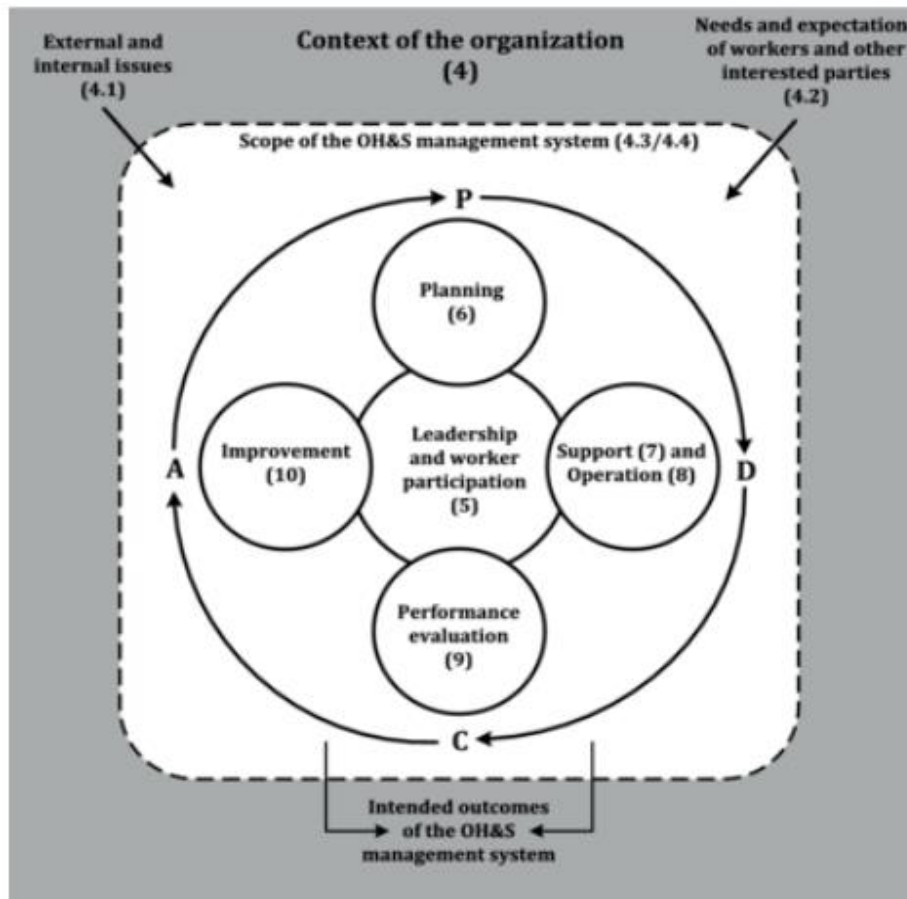 External and
internal issues
(4.1)
Context of the organization
(4)
Needs and expectation
of workers and other
interested parties
(4.2)
Scope of the OH&S management system (4.3/4.4)
P
Planning
(6)
A
Improvement
(10)
Leadership
and worker
participation
(5)
Support (7) and
Operation (8)
D
Performance
evaluation
(9)
C
Intended outcomes
of the OH&S
management system